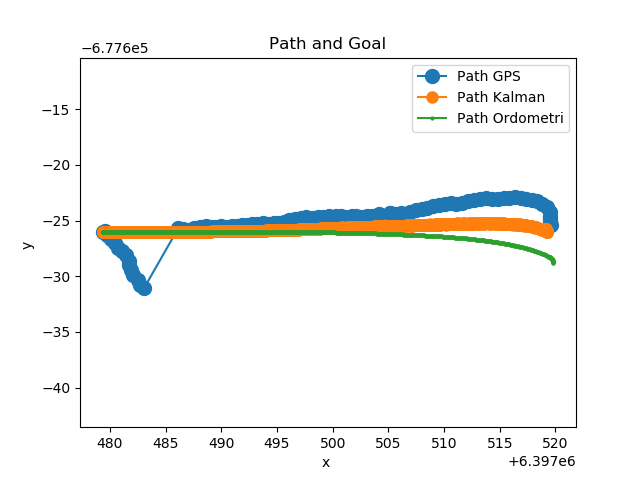 −6.776e5
Path and Goal
Path GPS
Path Kalman
Path Ordometri
−15
−20
−25
−30
−35
−40
y
480 485 490 495 500 505 510 515 520
x
+6.397e6